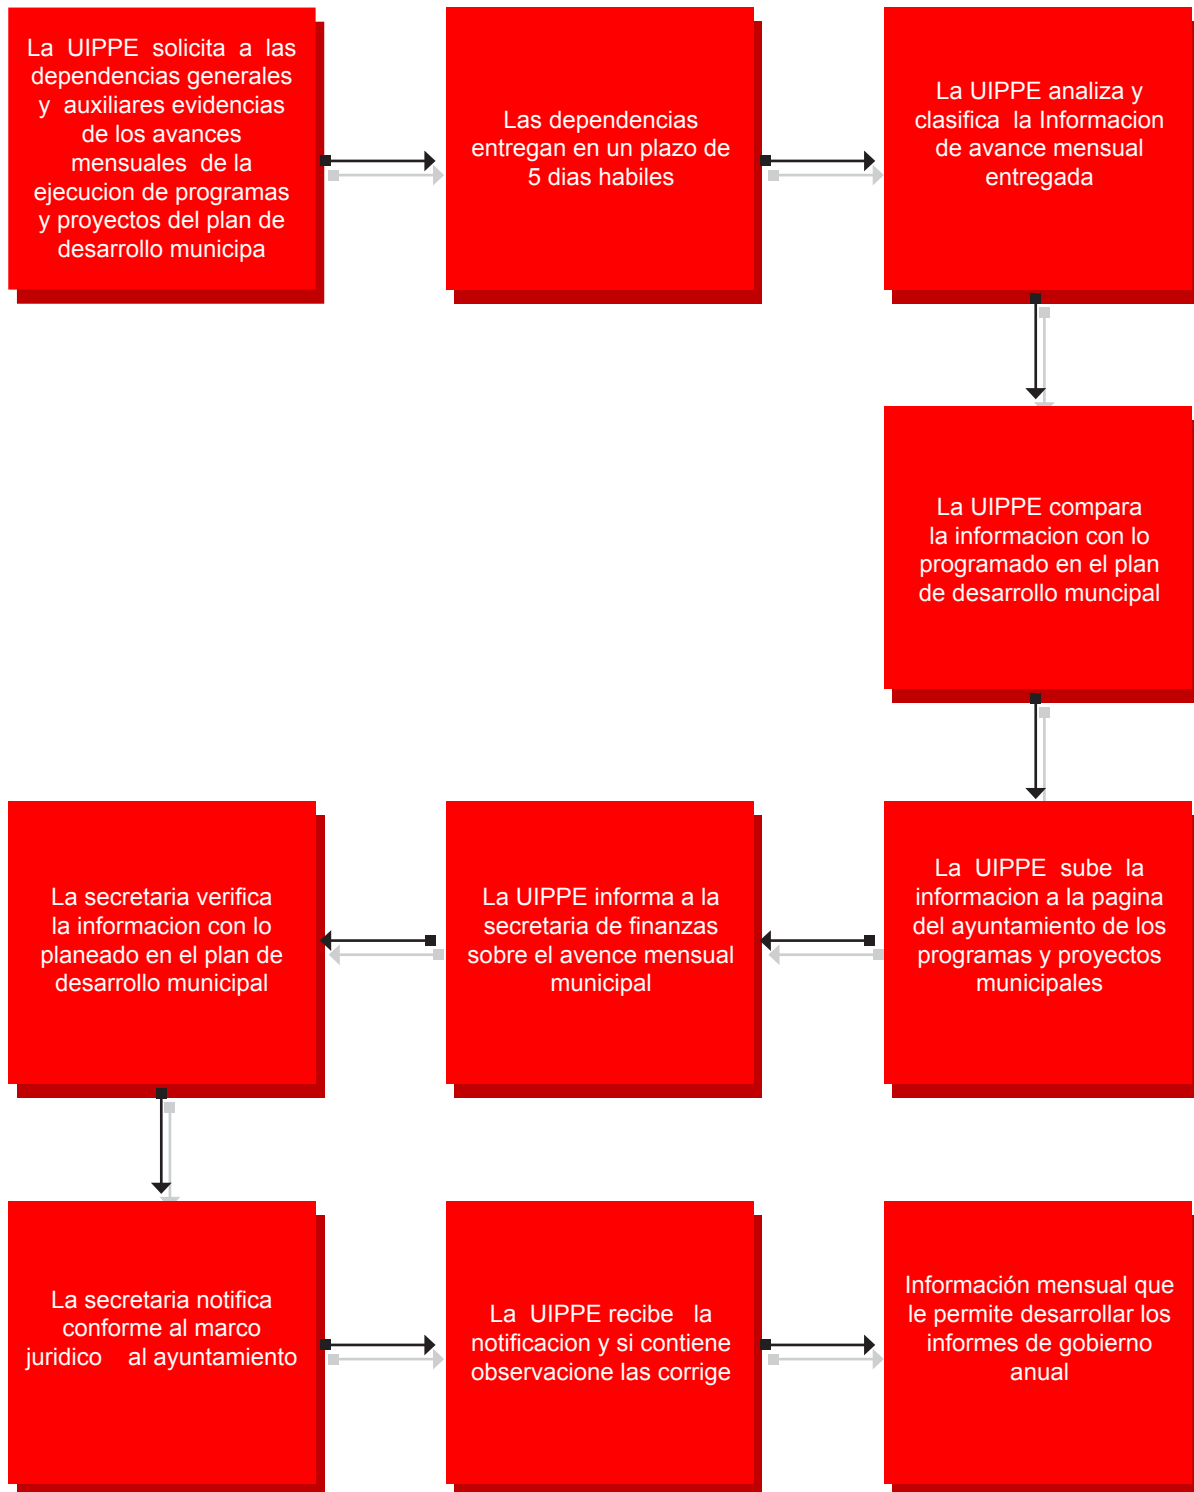 La UIPPE solicita a las
dependencias generales
y auxiliares evidencias
de los avances
mensuales de la
ejecucion de programas
y proyectos del plan de
desarrollo municipa
Las dependencias
entregan en un plazo de
5 dias habiles
La UIPPE analiza y
clasifica la Informacion
de avance mensual
entregada
La UIPPE compara
la informacion con lo
programado en el plan
de desarrollo muncipal
La UIPPE sube la
informacion a la pagina
del ayuntamiento de los
programas y proyectos
municipales
La UIPPE informa a la
secretaria de finanzas
sobre el avence mensual
municipal
La secretaria verifica
la informacion con lo
planeado en el plan de
desarrollo municipal
La secretaria notifica
conforme al marco
juridico al ayuntamiento
La UIPPE recibe la
notificacion y si contiene
observacione las corrige
Información mensual que
le permite desarrollar los
informes de gobierno
anual